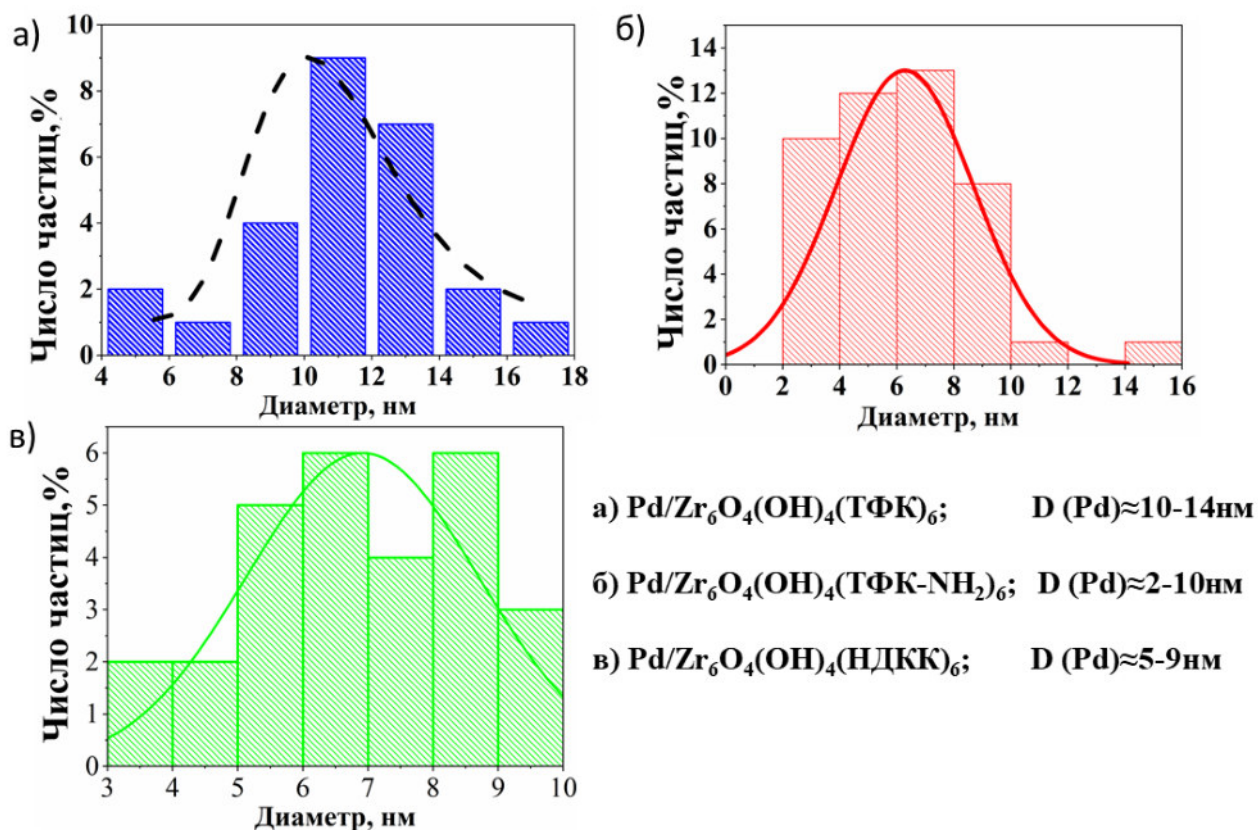 а)
Число частиц,%
10
8
6
4
2
0
4 6 8 10 12 14 16 18
Диаметр, нм
б)
Число частиц,%
14
12
10
8
6
4
2
0
0 2 4 6 8 10 12 14 16
Диаметр, нм
в)
Число частиц,%
6
5
4
3
2
1
0
3 4 5 6 7 8 9 10
Диаметр, нм
а) Pd/Zr₆O₄(OH)₄(ТФК)₆; D (Pd)≈10-14нм
б) Pd/Zr₆O₄(OH)₄(ТФК-NH₂)₆; D (Pd)≈2-10нм
в) Pd/Zr₆O₄(OH)₄(НДКК)₆; D (Pd)≈5-9нм